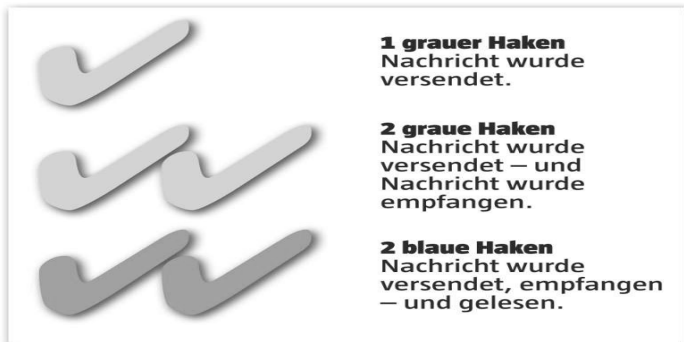 1 grauer Haken
Nachricht wurde
versendet.
2 graue Haken
Nachricht wurde
versendet – und
Nachricht wurde
empfangen.
2 blaue Haken
Nachricht wurde
versendet, empfangen
– und gelesen.